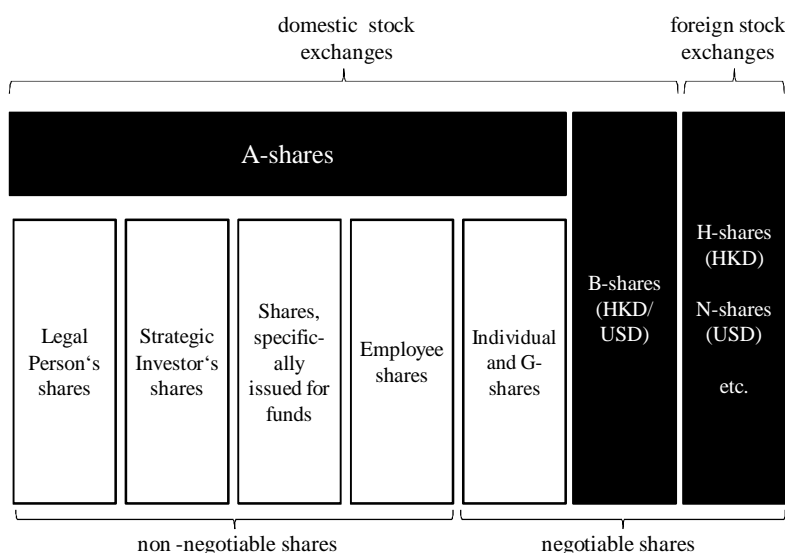 domestic stock
exchanges
foreign stock
exchanges
A-shares
Legal
Person‘s
shares
Strategic
Investor‘s
shares
Shares,
specific-
ally
issued for
funds
Employee
shares
Individual
and G-
shares
B-shares
(HKD/
USD)
H-shares
(HKD)
N-shares
(USD)
etc.
non -negotiable shares
negotiable shares